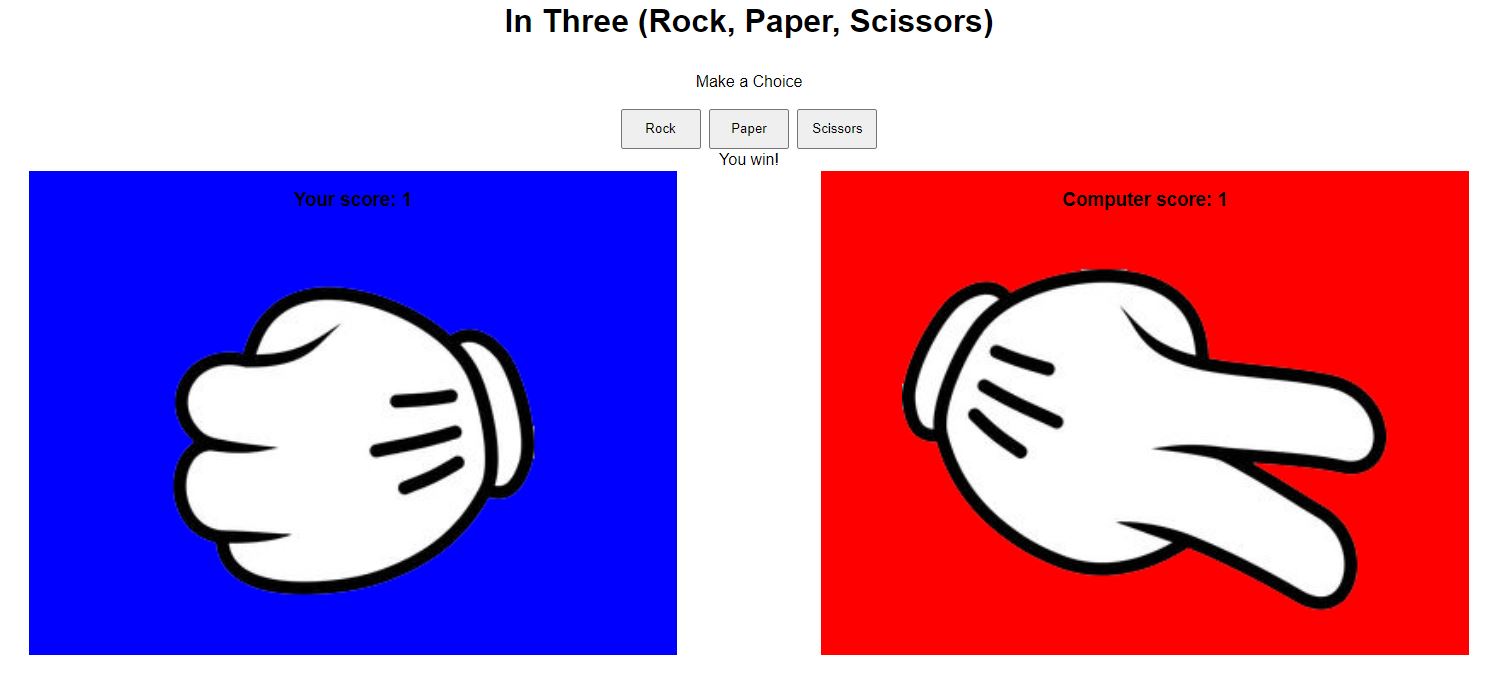 In Three (Rock, Paper, Scissors)
Make a Choice
Rock Paper Scissors
You win!
Your score: 1
Computer score: 1